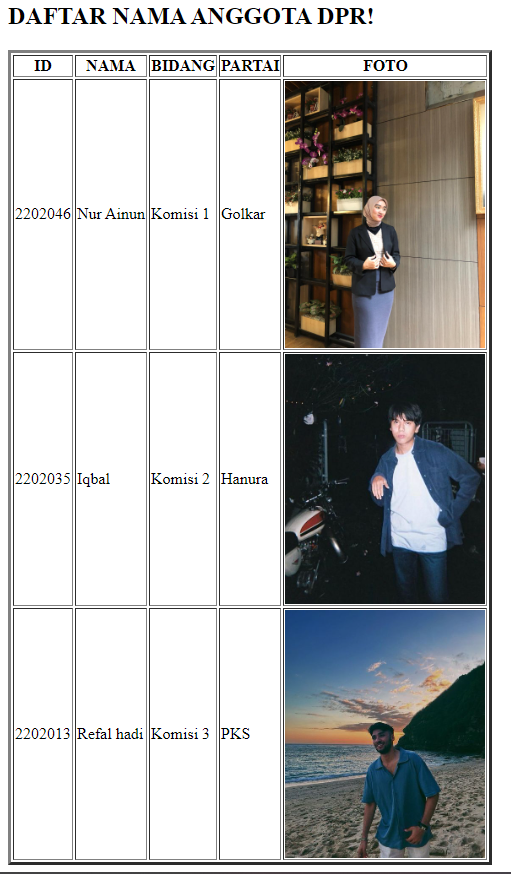 DAFTAR NAMA ANGGOTA DPR!
ID NAMA BIDANG PARTAI FOTO
2202046 Nur Ainun Komisi 1 Golkar
2202035 Iqbal Komisi 2 Hanura
2202013 Refal hadi Komisi 3 PKS